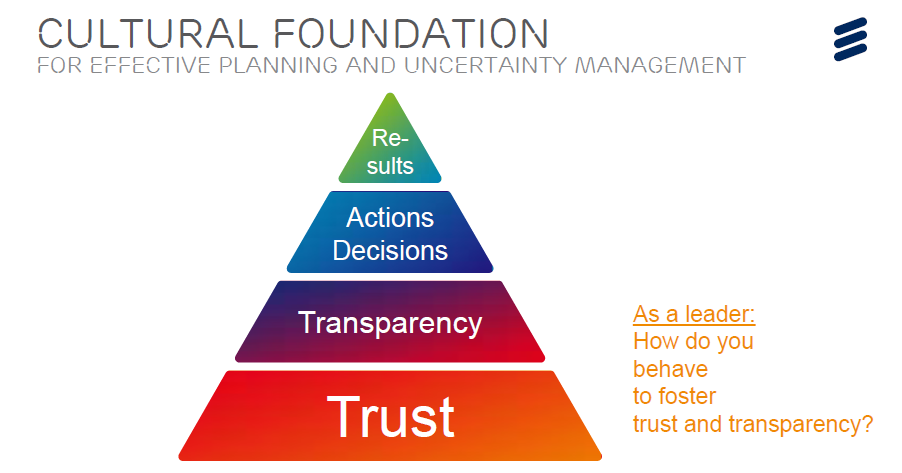 CULTURAL FOUNDATION
FOR EFFECTIVE PLANNING AND UNCERTAINTY MANAGEMENT
Re-
sults
Actions
Decisions
Transparency
Trust
As a leader:
How do you
behave
to foster
trust and transparency?